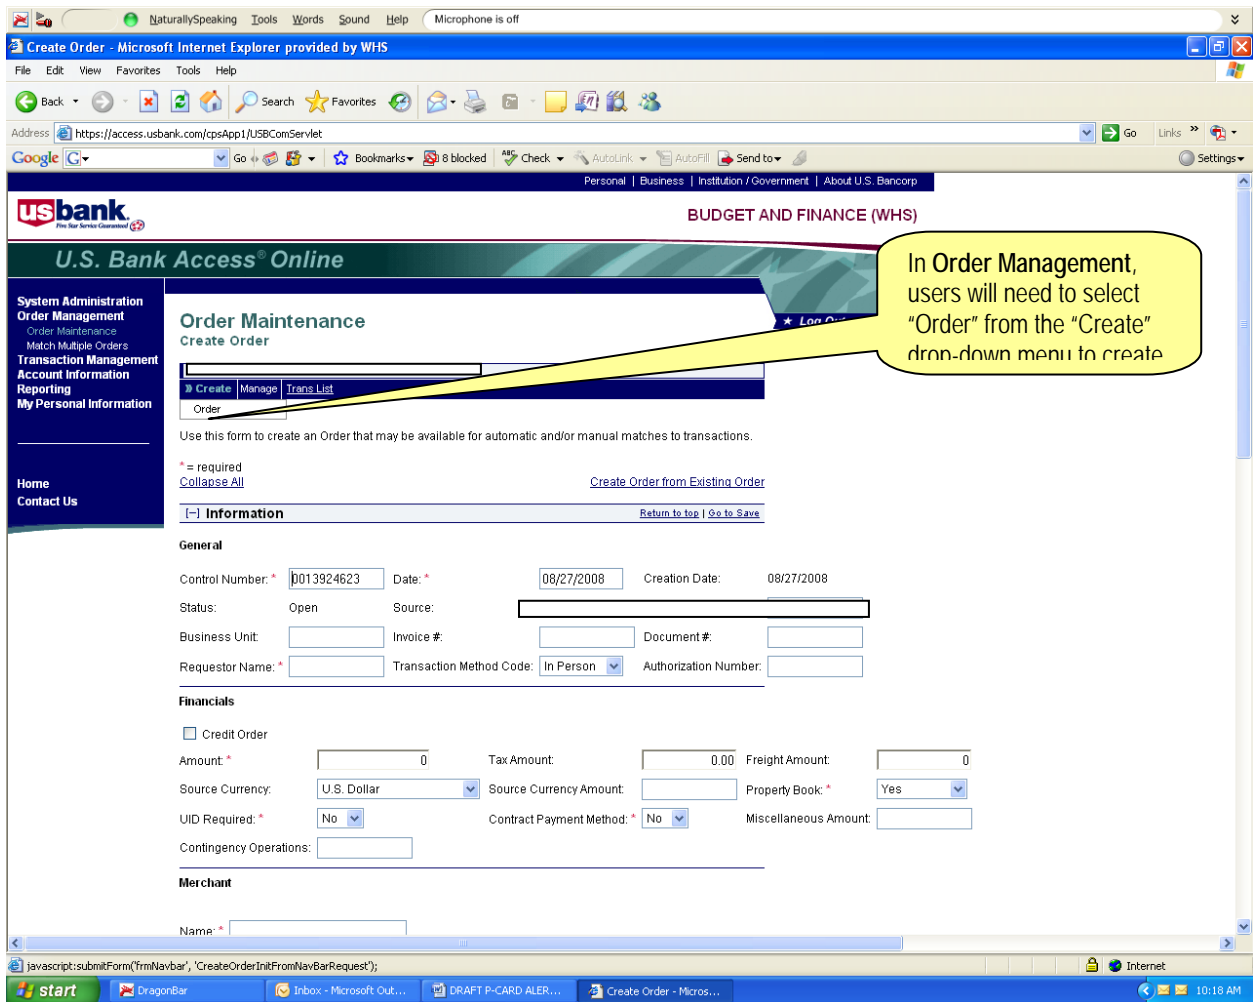 NaturallySpeaking Tools Words Sound Help Microphone is off
Create Order - Microsoft Internet Explorer provided by WHS
File Edit View Favorites Tools Help
Back Search Favorites
Address https://access.usbank.com/cpsApp1/USBComServlet Go Links »
Google G Go Bookmarks 8 blocked ABC Check AutoLink AutoFill Send to Settings
Personal | Business | Institution / Government | About U.S. Bancorp
usbank.
Five Star Service Guaranteed
BUDGET AND FINANCE (WHS)
U.S. Bank Access® Online
In Order Management,
users will need to select
“Order” from the “Create”
drop-down menu to create
System Administration
Order Management
Order Maintenance
Match Multiple Orders
Transaction Management
Account Information
Reporting
My Personal Information
Home
Contact Us
Order Maintenance
Create Order
» Create Manage Trans List
Order
Use this form to create an Order that may be available for automatic and/or manual matches to transactions.
* = required
Collapse All Create Order from Existing Order
[–] Information Return to top | Go to Save
General
Control Number: * 0013924623 Date: * 08/27/2008 Creation Date: 08/27/2008
Status: Open Source:
Business Unit: Invoice #: Document #:
Requestor Name: * Transaction Method Code: In Person Authorization Number:
Financials
Credit Order
Amount: * 0 Tax Amount: 0.00 Freight Amount: 0
Source Currency: U.S. Dollar Source Currency Amount: Property Book: * Yes
UID Required: * No Contract Payment Method: * No Miscellaneous Amount:
Contingency Operations:
Merchant
Name: *
javascript:submitForm('frmNavbar', 'CreateOrderInitFromNavBarRequest'); Internet
start DragonBar Inbox - Microsoft Out... DRAFT P-CARD ALER... Create Order - Micros... 10:18 AM